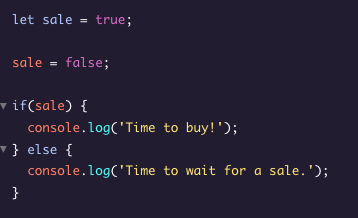 let sale = true;
sale = false;
if(sale) {
console.log('Time to buy!');
} else {
console.log('Time to wait for a sale.');
}